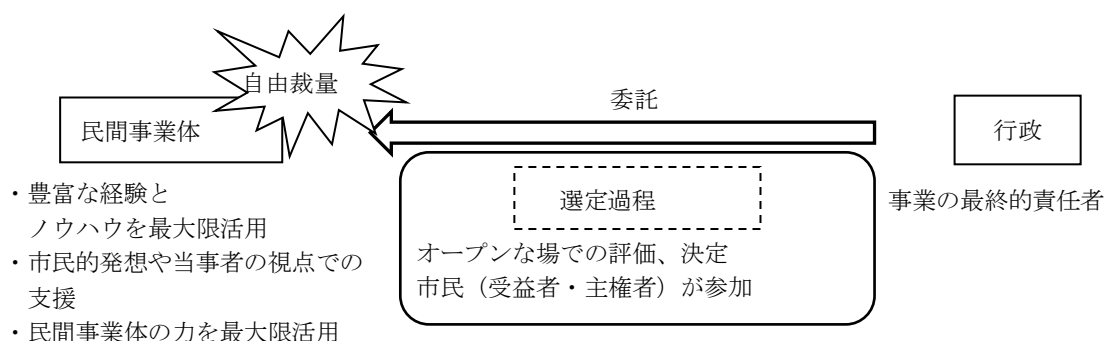 自由裁量
委託
民間事業体
行政
・豊富な経験と
ノウハウを最大限活用
・市民的発想や当事者の視点での
支援
・民間事業体の力を最大限活用
選定過程
オープンな場での評価、決定
市民（受益者・主権者）が参加
事業の最終的責任者